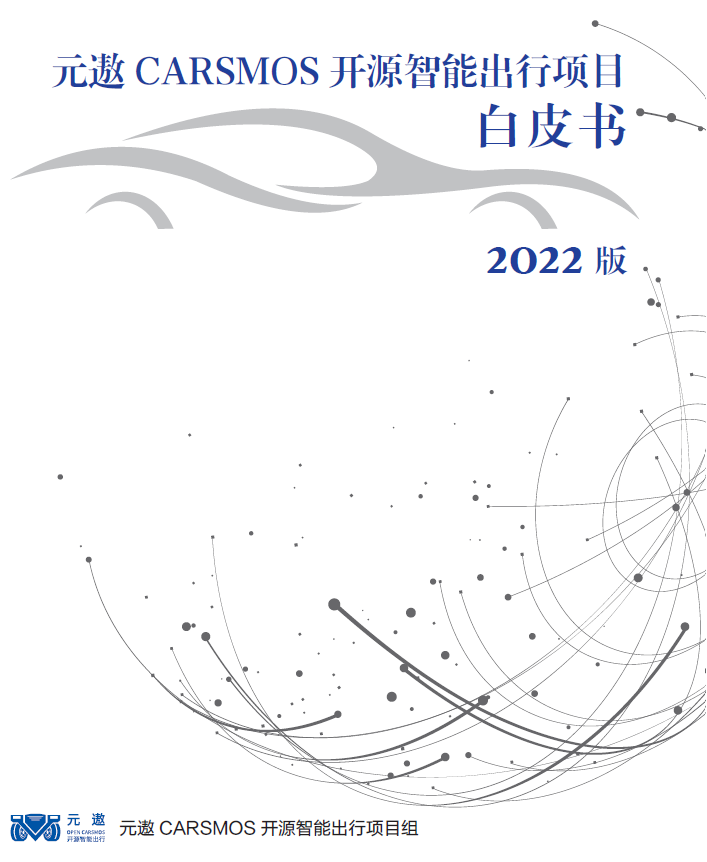 元遨 CARSMOS 开源智能出行项目
白皮书
2022 版
元 遨
OPEN CARSMOS
开源智能出行
元遨 CARSMOS 开源智能出行项目组